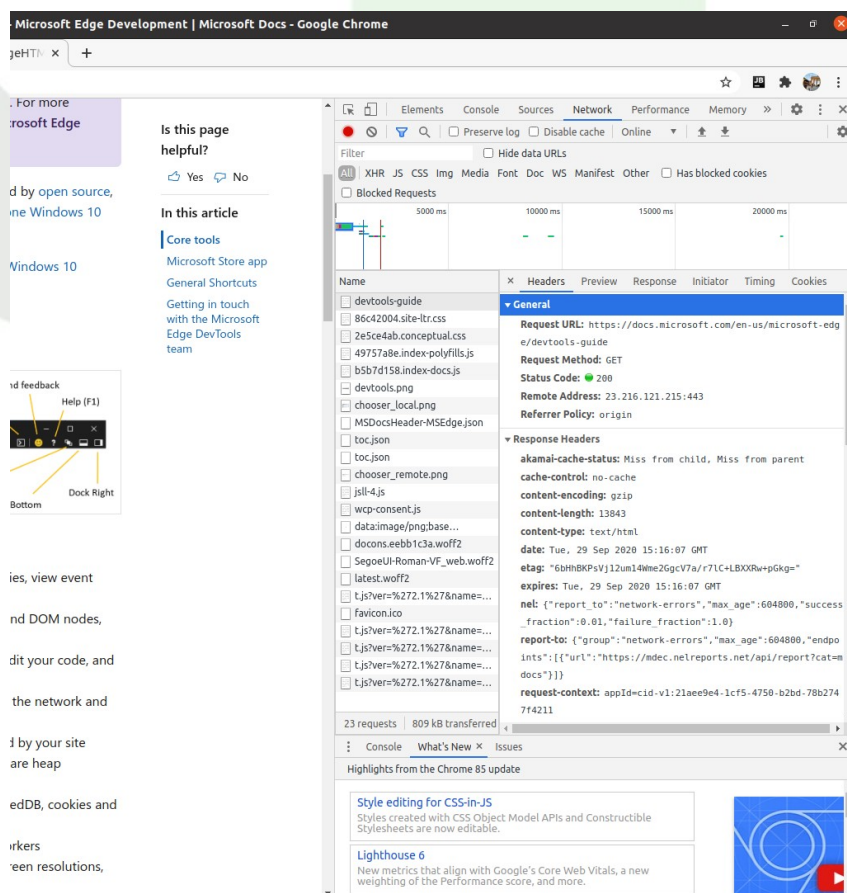 - Microsoft Edge Development | Microsoft Docs - Google Chrome
geHTM × +
. For more
crosoft Edge
d by open source,
one Windows 10
Windows 10
nd feedback
Help (F1)
Bottom
Dock Right
ies, view event
nd DOM nodes,
dit your code, and
the network and
d by your site
are heap
edDB, cookies and
orkers
reen resolutions,
Is this page
helpful?
Yes No
In this article
Core tools
Microsoft Store app
General Shortcuts
Getting in touch
with the Microsoft
Edge DevTools
team
Elements Console Sources Network Performance Memory »
Preserve log Disable cache Online
Filter Hide data URLs
All XHR JS CSS Img Media Font Doc WS Manifest Other Has blocked cookies
Blocked Requests
5000 ms 10000 ms 15000 ms 20000 ms
Name
devtools-guide
86c42004.site-ltr.css
2e5ce4ab.conceptual.css
49757a8e.index-polyfills.js
b5b7d158.index-docs.js
devtools.png
chooser_local.png
MSDocsHeader-MSEdge.json
toc.json
toc.json
chooser_remote.png
jsll-4.js
wcp-consent.js
data:image/png;base...
docons.eebb1c3a.woff2
SegoeUI-Roman-VF_web.woff2
latest.woff2
t.js?ver=%272.1%27&name=...
favicon.ico
t.js?ver=%272.1%27&name=...
t.js?ver=%272.1%27&name=...
t.js?ver=%272.1%27&name=...
t.js?ver=%272.1%27&name=...
23 requests 809 kB transferred
× Headers Preview Response Initiator Timing Cookies
General
Request URL: https://docs.microsoft.com/en-us/microsoft-edg
e/devtools-guide
Request Method: GET
Status Code: 200
Remote Address: 23.216.121.215:443
Referrer Policy: origin
Response Headers
akamai-cache-status: Miss from child, Miss from parent
cache-control: no-cache
content-encoding: gzip
content-length: 13843
content-type: text/html
date: Tue, 29 Sep 2020 15:16:07 GMT
etag: "6bHhBKPsVj12um14Wme2GgcV7a/r7lC+LBXXRw+pGkg="
expires: Tue, 29 Sep 2020 15:16:07 GMT
nel: {"report_to":"network-errors","max_age":604800,"success
_fraction":0.01,"failure_fraction":1.0}
report-to: {"group":"network-errors","max_age":604800,"endpo
ints":[{"url":"https://mdec.nelreports.net/api/report?cat=m
docs"}]}
request-context: appId=cid-v1:21aee9e4-1cf5-4750-b2bd-78b274
7f4211
Console What's New × Issues
Highlights from the Chrome 85 update
Style editing for CSS-in-JS
Styles created with CSS Object Model APIs and Constructible
Stylesheets are now editable.
Lighthouse 6
New metrics that align with Google's Core Web Vitals, a new
weighting of the Performance score, and more.